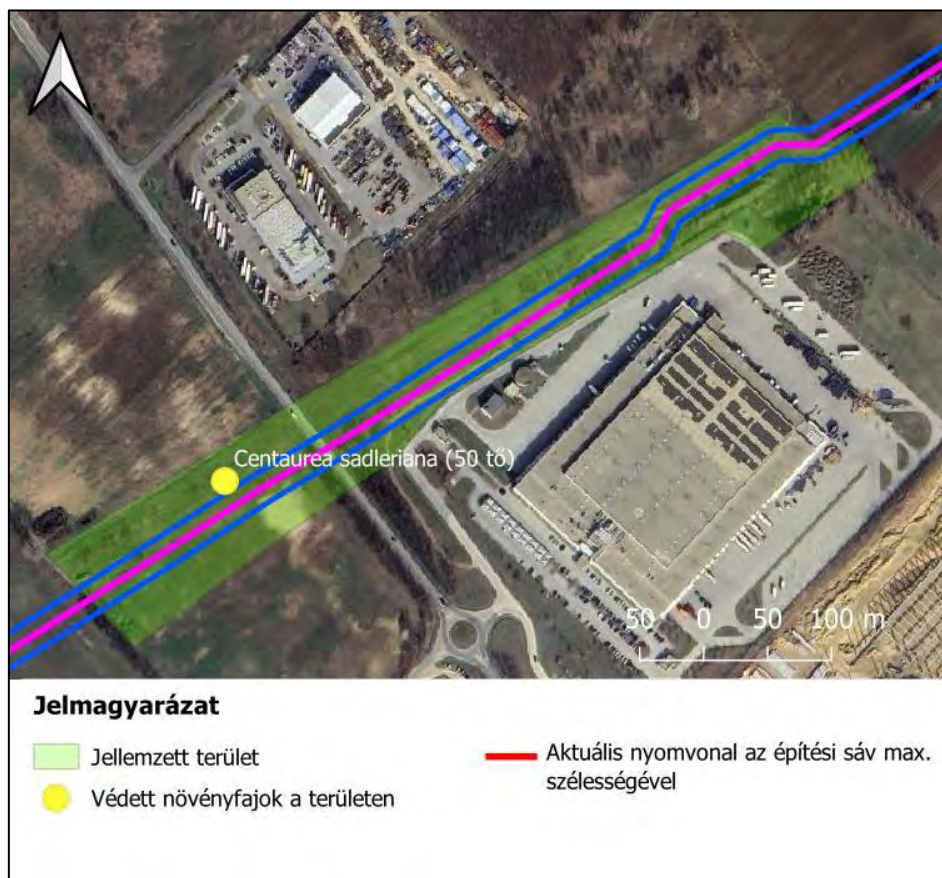 Centaurea sadleriana (50 tő)
50 0 50 100 m
Jelmagyarázat
Jellemzett terület
Védett növényfajok a területen
Aktuális nyomvonal az építési sáv max.
szélességével